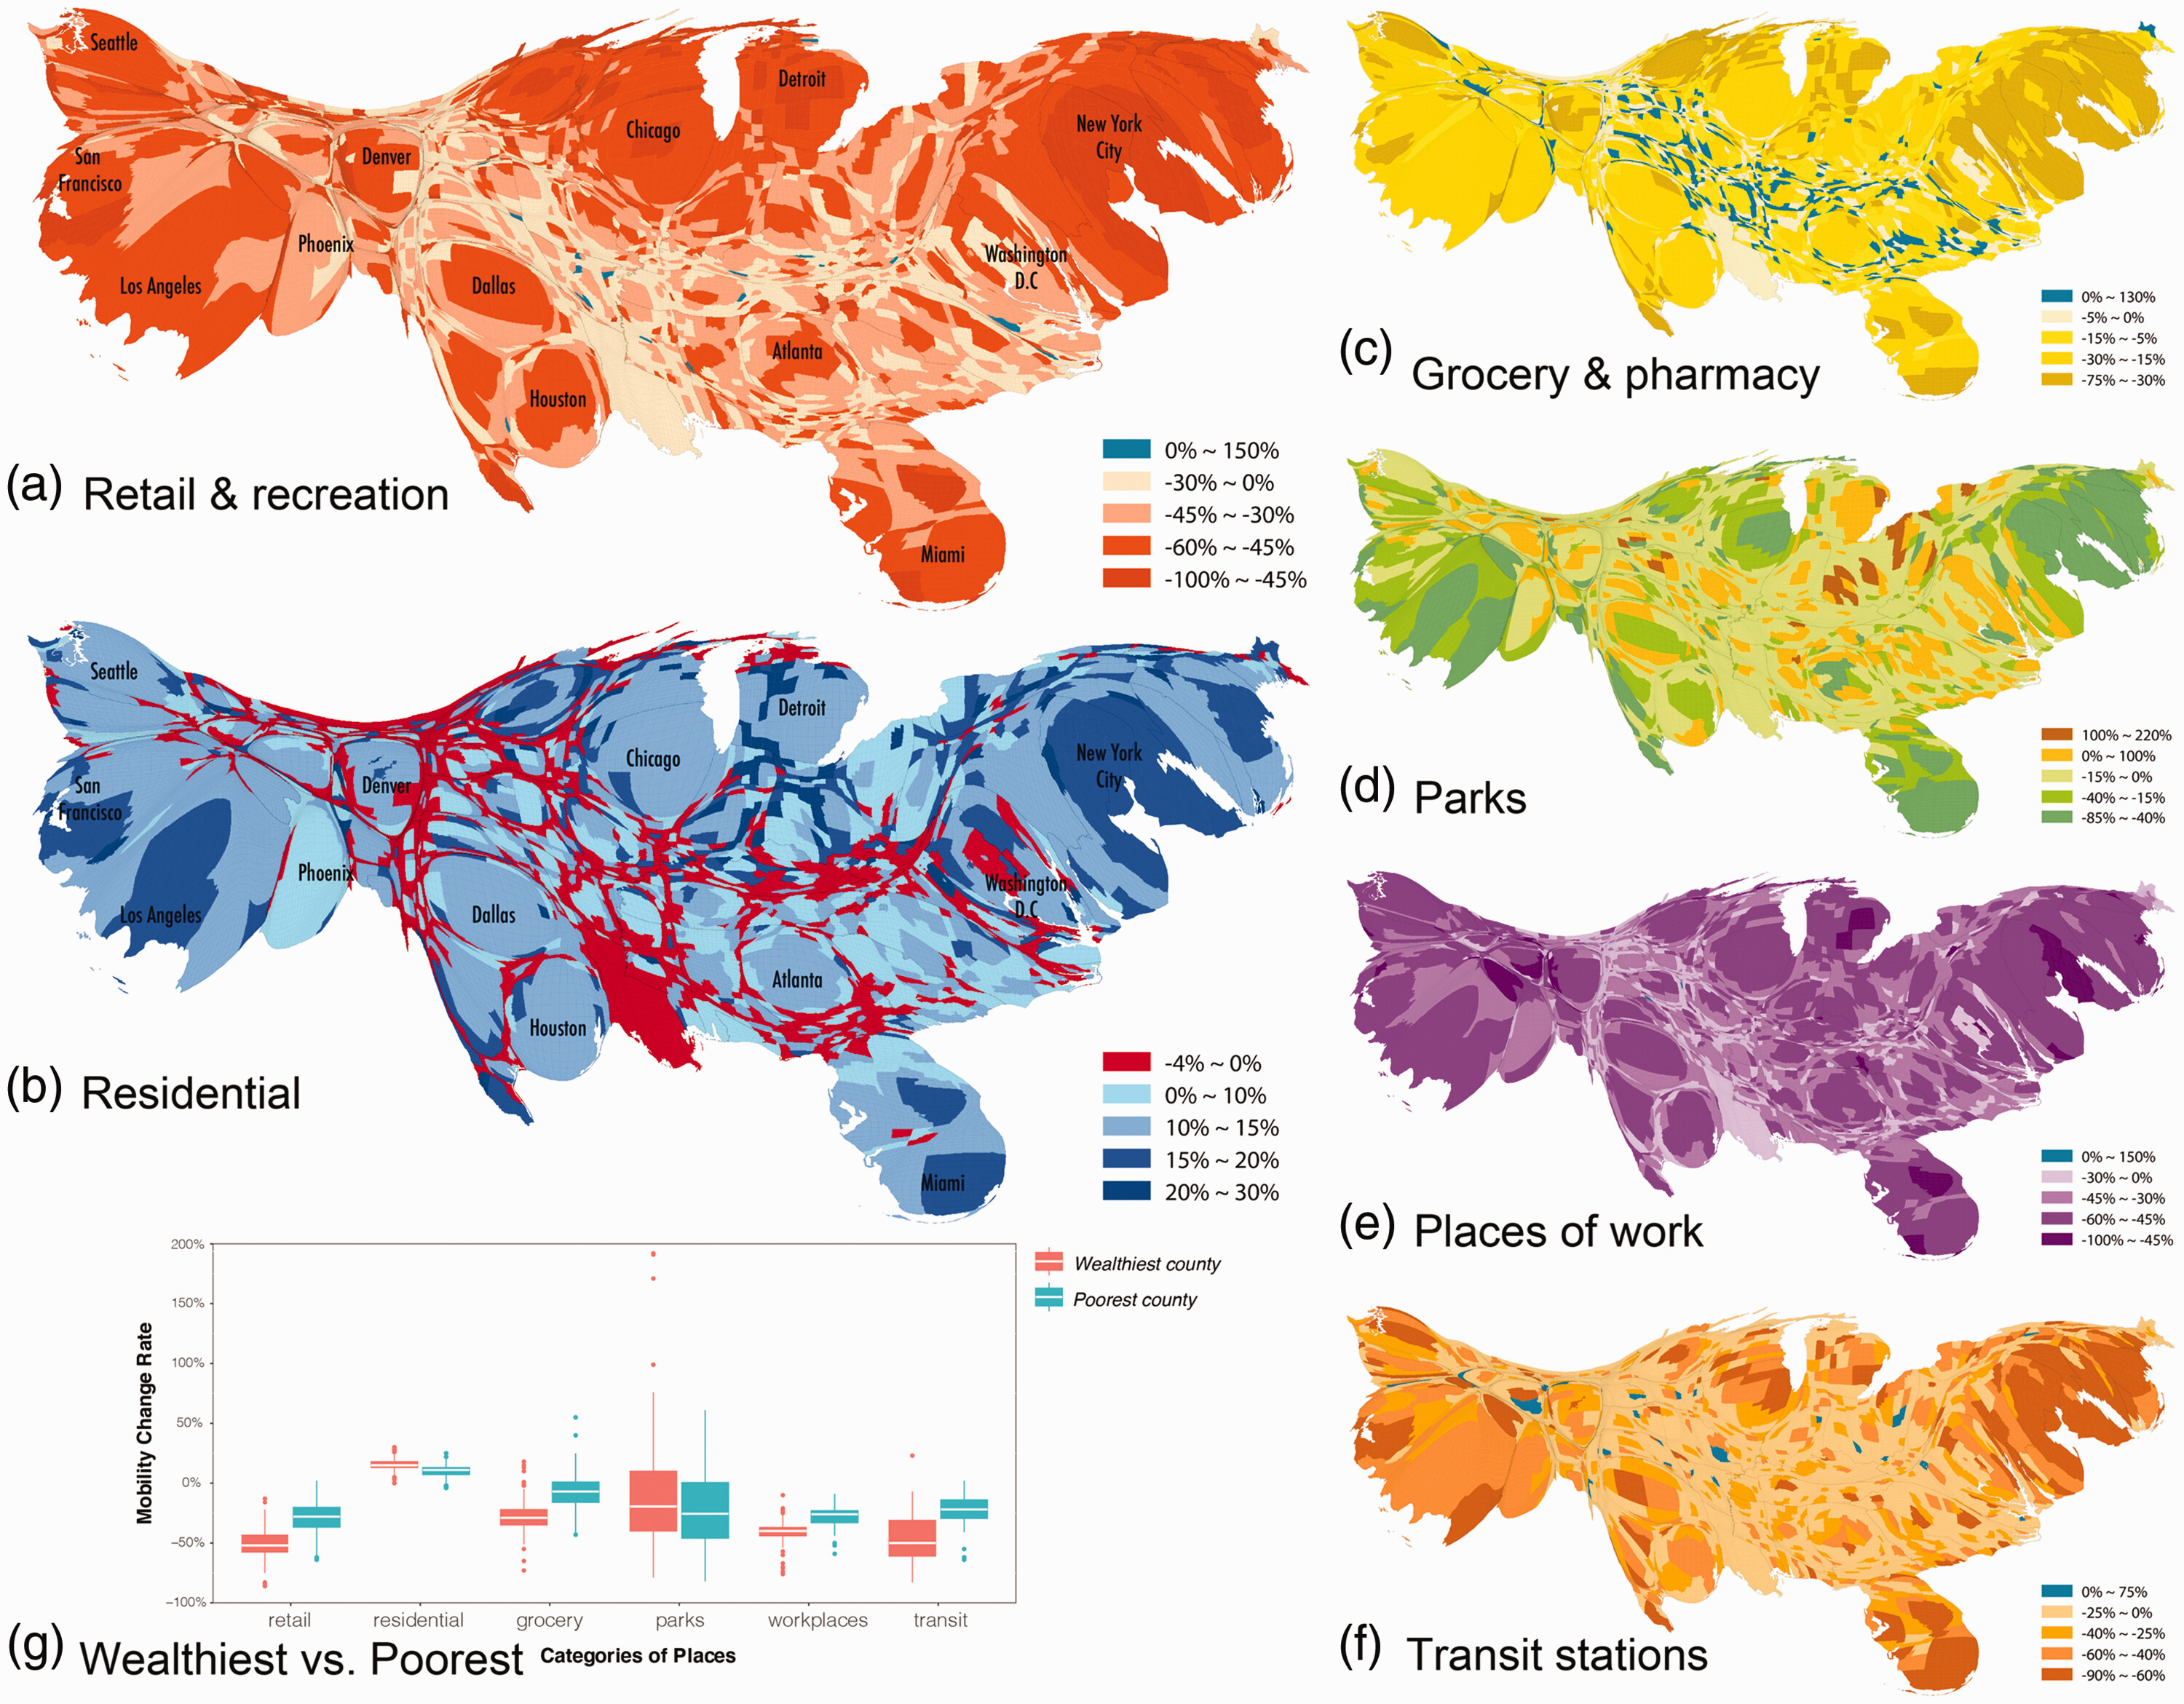 Seattle
Detroit
Chicago
New York
City
San
Francisco
Denver
Phoenix
Washington
D.C
Los Angeles
Dallas
Atlanta
Houston
Miami
0% ~ 150%
-30% ~ 0%
-45% ~ -30%
-60% ~ -45%
-100% ~ -45%
(a) Retail & recreation
Seattle
Detroit
Chicago
New York
City
San
Francisco
Denver
Phoenix
Washington
D.C
Los Angeles
Dallas
Atlanta
Houston
Miami
-4% ~ 0%
0% ~ 10%
10% ~ 15%
15% ~ 20%
20% ~ 30%
(b) Residential
0% ~ 130%
-5% ~ 0%
-15% ~ -5%
-30% ~ -15%
-75% ~ -30%
(c) Grocery & pharmacy
100% ~ 220%
0% ~ 100%
-15% ~ 0%
-40% ~ -15%
-85% ~ -40%
(d) Parks
0% ~ 150%
-30% ~ 0%
-45% ~ -30%
-60% ~ -45%
-100% ~ -45%
(e) Places of work
0% ~ 75%
-25% ~ 0%
-40% ~ -25%
-60% ~ -40%
-90% ~ -60%
(f) Transit stations
Mobility Change Rate
200%
150%
100%
50%
0%
−50%
−100%
retail residential grocery parks workplaces transit
Categories of Places
Wealthiest county
Poorest county
(g) Wealthiest vs. Poorest